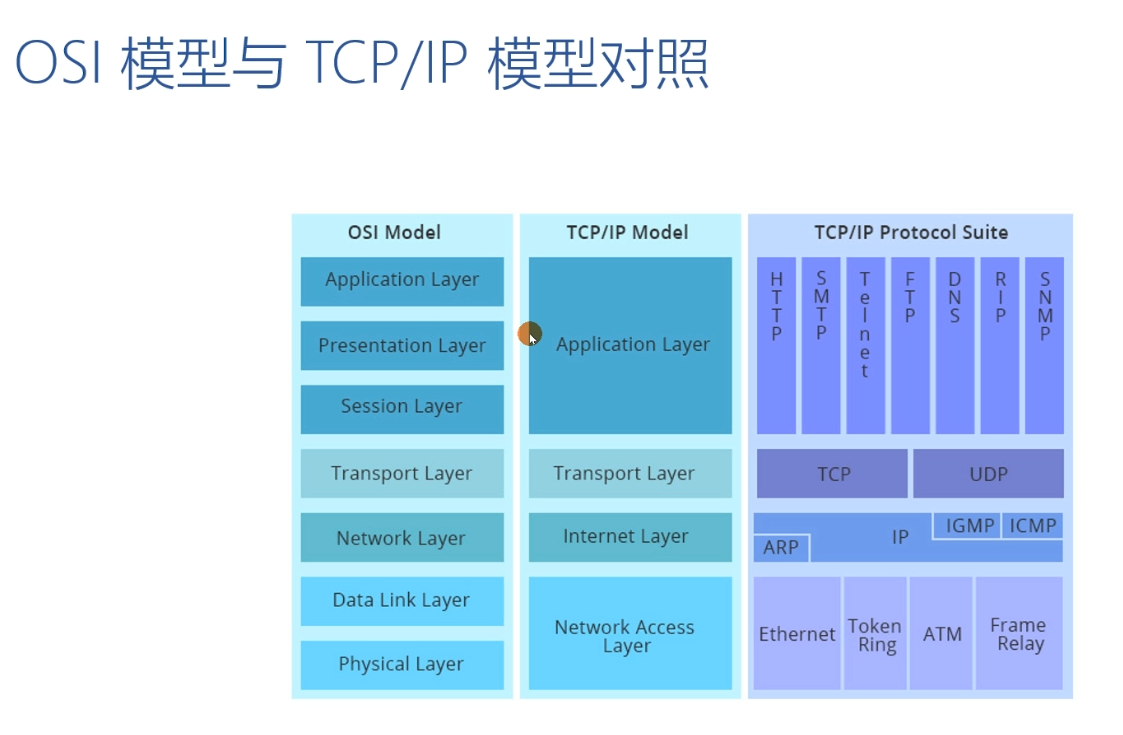 OSI 模型与 TCP/IP 模型对照
OSI Model
Application Layer
Presentation Layer
Session Layer
Transport Layer
Network Layer
Data Link Layer
Physical Layer
TCP/IP Model
Application Layer
Transport Layer
Internet Layer
Network Access
Layer
TCP/IP Protocol Suite
HTTP
SMTP
Telnet
FTP
DNS
RIP
SNMP
TCP
UDP
IP
IGMP
ICMP
ARP
Ethernet
Token
Ring
ATM
Frame
Relay